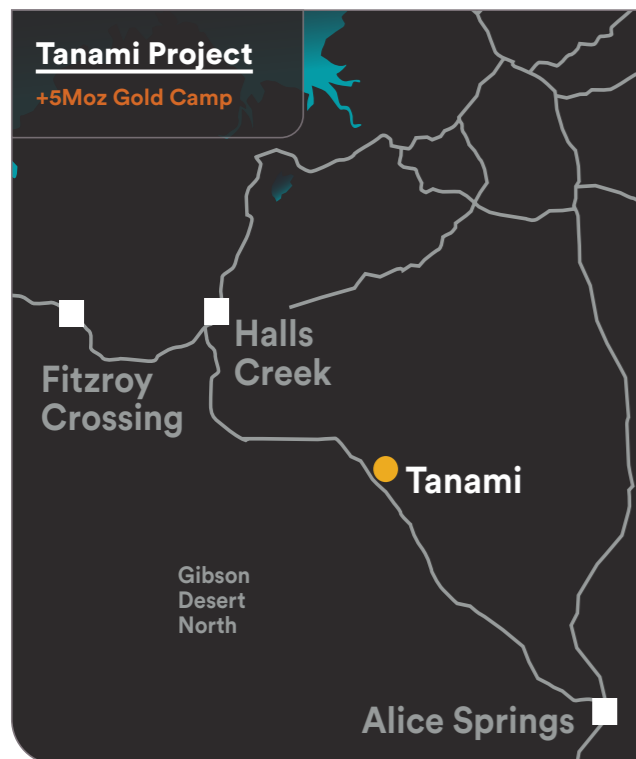 Tanami Project
+5Moz Gold Camp
Halls
Creek
Fitzroy
Crossing
Tanami
Gibson
Desert
North
Alice Springs